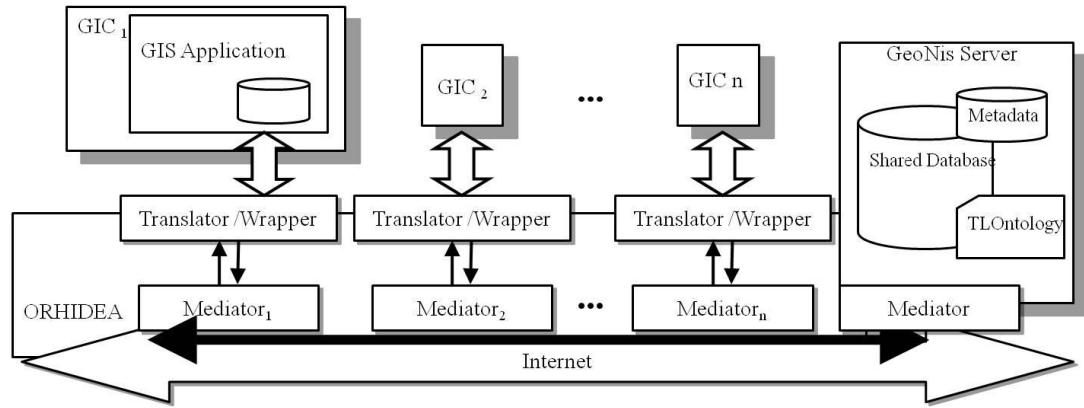 GIC 1
GIS Application
GIC 2
...
GIC n
GeoNis Server
Metadata
Shared Database
TLOntology
Translator /Wrapper
Translator /Wrapper
Translator /Wrapper
ORHIDEA
Mediator1
Mediator2
...
Mediatorn
Mediator
Internet